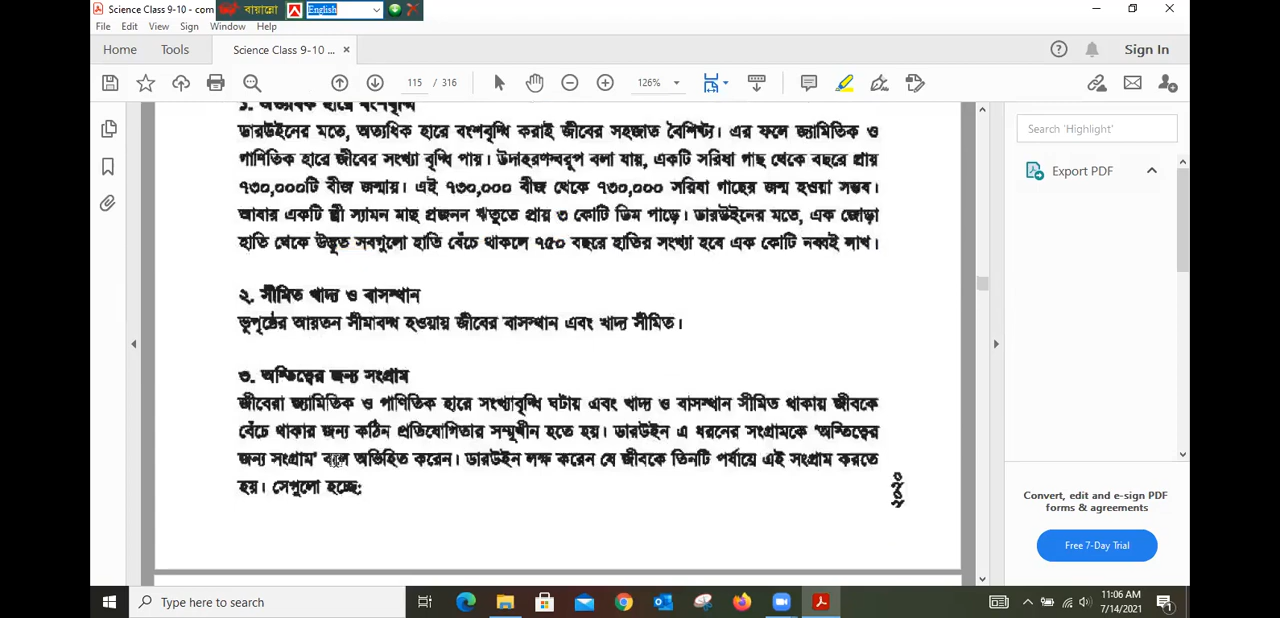 Science Class 9-10 - com
বায়ান্নো
English
File Edit View Sign Window Help
Home Tools Science Class 9-10 ... ×
Sign In
115 / 316
126%
১. অত্যধিক হারে বংশবৃদ্ধি
ডারউইনের মতে, অত্যধিক হারে বংশবৃদ্ধি করাই জীবের সহজাত বৈশিষ্ট্য। এর ফলে জ্যামিতিক ও
গাণিতিক হারে জীবের সংখ্যা বৃদ্ধি পায়। উদাহরণস্বরূপ বলা যায়, একটি সরিষা গাছ থেকে বছরে প্রায়
৭৩০,০০০টি বীজ জন্মায়। এই ৭৩০,০০০ বীজ থেকে ৭৩০,০০০ সরিষা গাছের জন্ম হওয়া সম্ভব।
আবার একটি স্ত্রী স্যামন মাছ প্রজনন ঋতুতে প্রায় ৩ কোটি ডিম পাড়ে। ডারউইনের মতে, এক জোড়া
হাতি থেকে উদ্ভূত সবগুলো হাতি বেঁচে থাকলে ৭৫০ বছরে হাতির সংখ্যা হবে এক কোটি নব্বই লাখ।
২. সীমিত খাদ্য ও বাসস্থান
ভূপৃষ্ঠের আয়তন সীমাবদ্ধ হওয়ায় জীবের বাসস্থান এবং খাদ্য সীমিত।
৩. অস্তিত্বের জন্য সংগ্রাম
জীবেরা জ্যামিতিক ও গাণিতিক হারে সংখ্যাবৃদ্ধি ঘটায় এবং খাদ্য ও বাসস্থান সীমিত থাকায় জীবকে
বেঁচে থাকার জন্য কঠিন প্রতিযোগিতার সম্মুখীন হতে হয়। ডারউইন এ ধরনের সংগ্রামকে ‘অস্তিত্বের
জন্য সংগ্রাম’ বলে অভিহিত করেন। ডারউইন লক্ষ করেন যে জীবকে তিনটি পর্যায়ে এই সংগ্রাম করতে
হয়। সেগুলো হচ্ছে:
Search 'Highlight'
Export PDF
Convert, edit and e-sign PDF
forms & agreements
Free 7-Day Trial
Type here to search
11:06 AM
7/14/2021
1